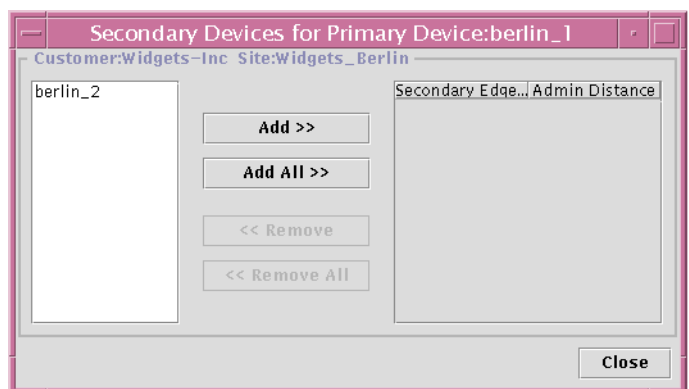 Secondary Devices for Primary Device:berlin_1
Customer:Widgets-Inc Site:Widgets_Berlin
berlin_2
Secondary Edge... Admin Distance
Add >>
Add All >>
<< Remove
<< Remove All
Close